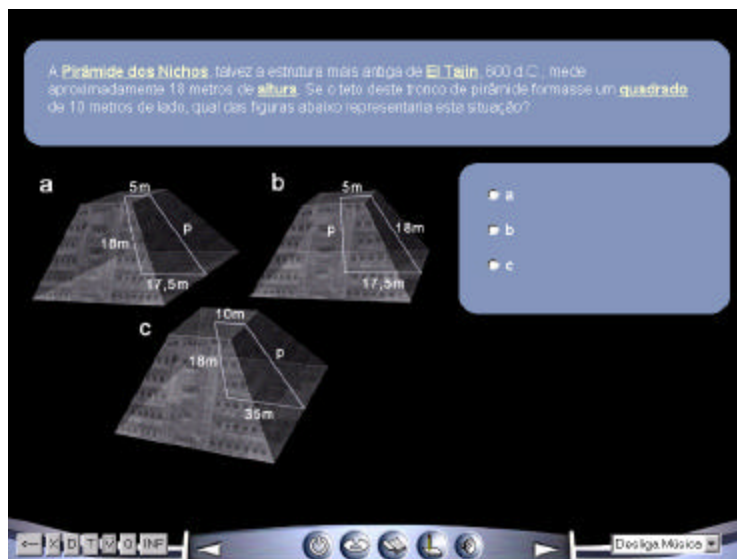 A Pirâmide dos Nichos, talvez a estrutura mais antiga de El Tajin, 600 d.C., mede
aproximadamente 18 metros de altura. Se o teto deste tronco de pirâmide formasse um quadrado
de 10 metros de lado, qual das figuras abaixo representaria esta situação?
a
5m
18m
p
17,5m
b
5m
p
18m
17,5m
a
b
c
c
10m
18m
p
35m
X D T O INF
Desliga Música